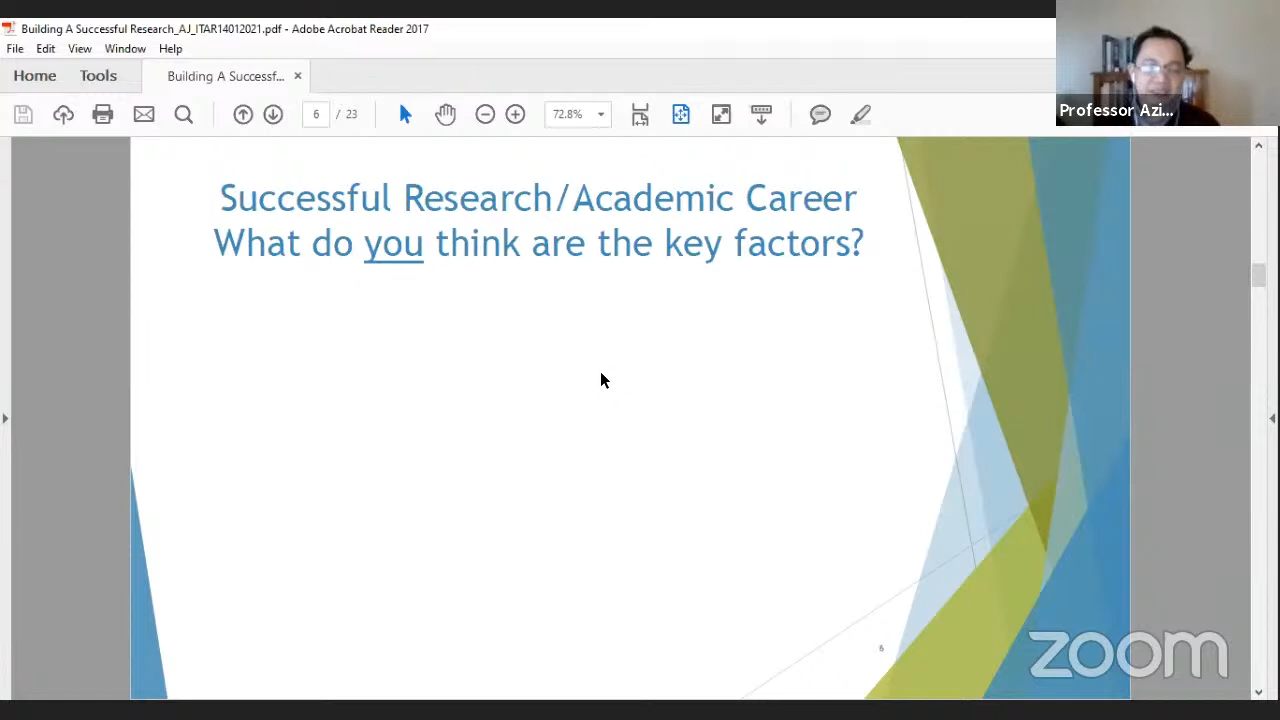 Building A Successful Research_AJ_ITAR14012021.pdf - Adobe Acrobat Reader 2017
File Edit View Window Help
Home Tools Building A Successf... ×
6 / 23 72.8%
Professor Azi...
Successful Research/Academic Career
What do you think are the key factors?
6
zoom